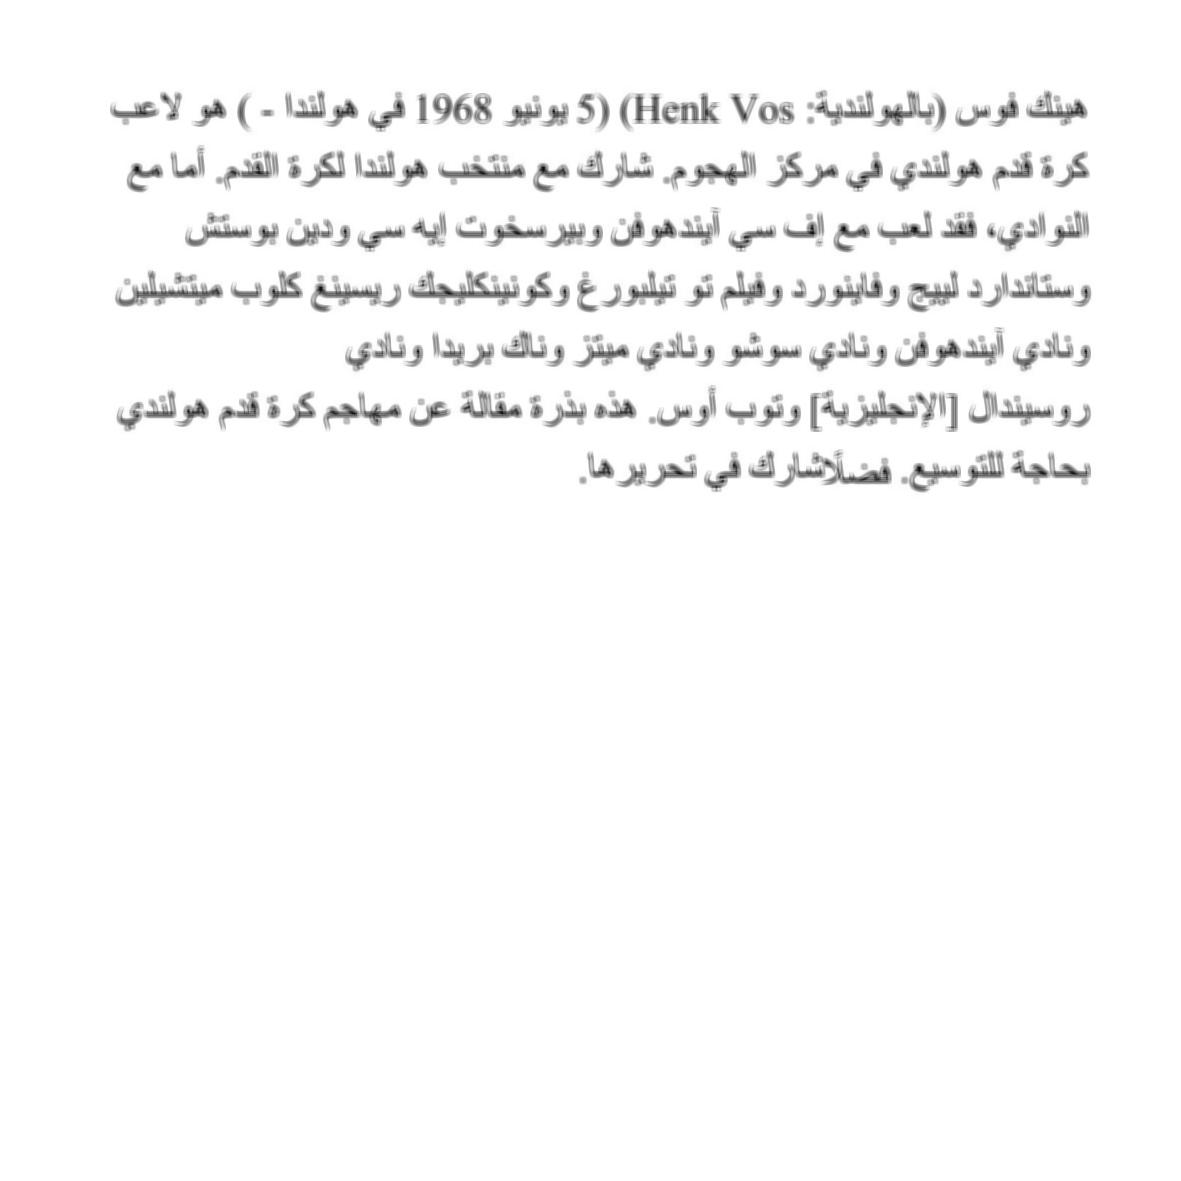 هينك فوس (بالهولندية: Henk Vos) (5 يونيو 1968 في هولندا - ) هو لاعب
كرة قدم هولندي في مركز الهجوم. شارك مع منتخب هولندا لكرة القدم. أما مع
النوادي، فقد لعب مع إف سي آيندهوفن وبيرسخوت إيه سي ودين بوستش
وستاندارد لييج وفاينورد وفيلم تو تيلبورغ وكونينكليجك ريسينغ كلوب ميتشيلين
ونادي آيندهوفن ونادي سوشو ونادي ميتز وناك بريدا ونادي
روسيندال [الإنجليزية] وتوب أوس. هذه بذرة مقالة عن مهاجم كرة قدم هولندي
بحاجة للتوسيع. فضلًاشارك في تحريرها.